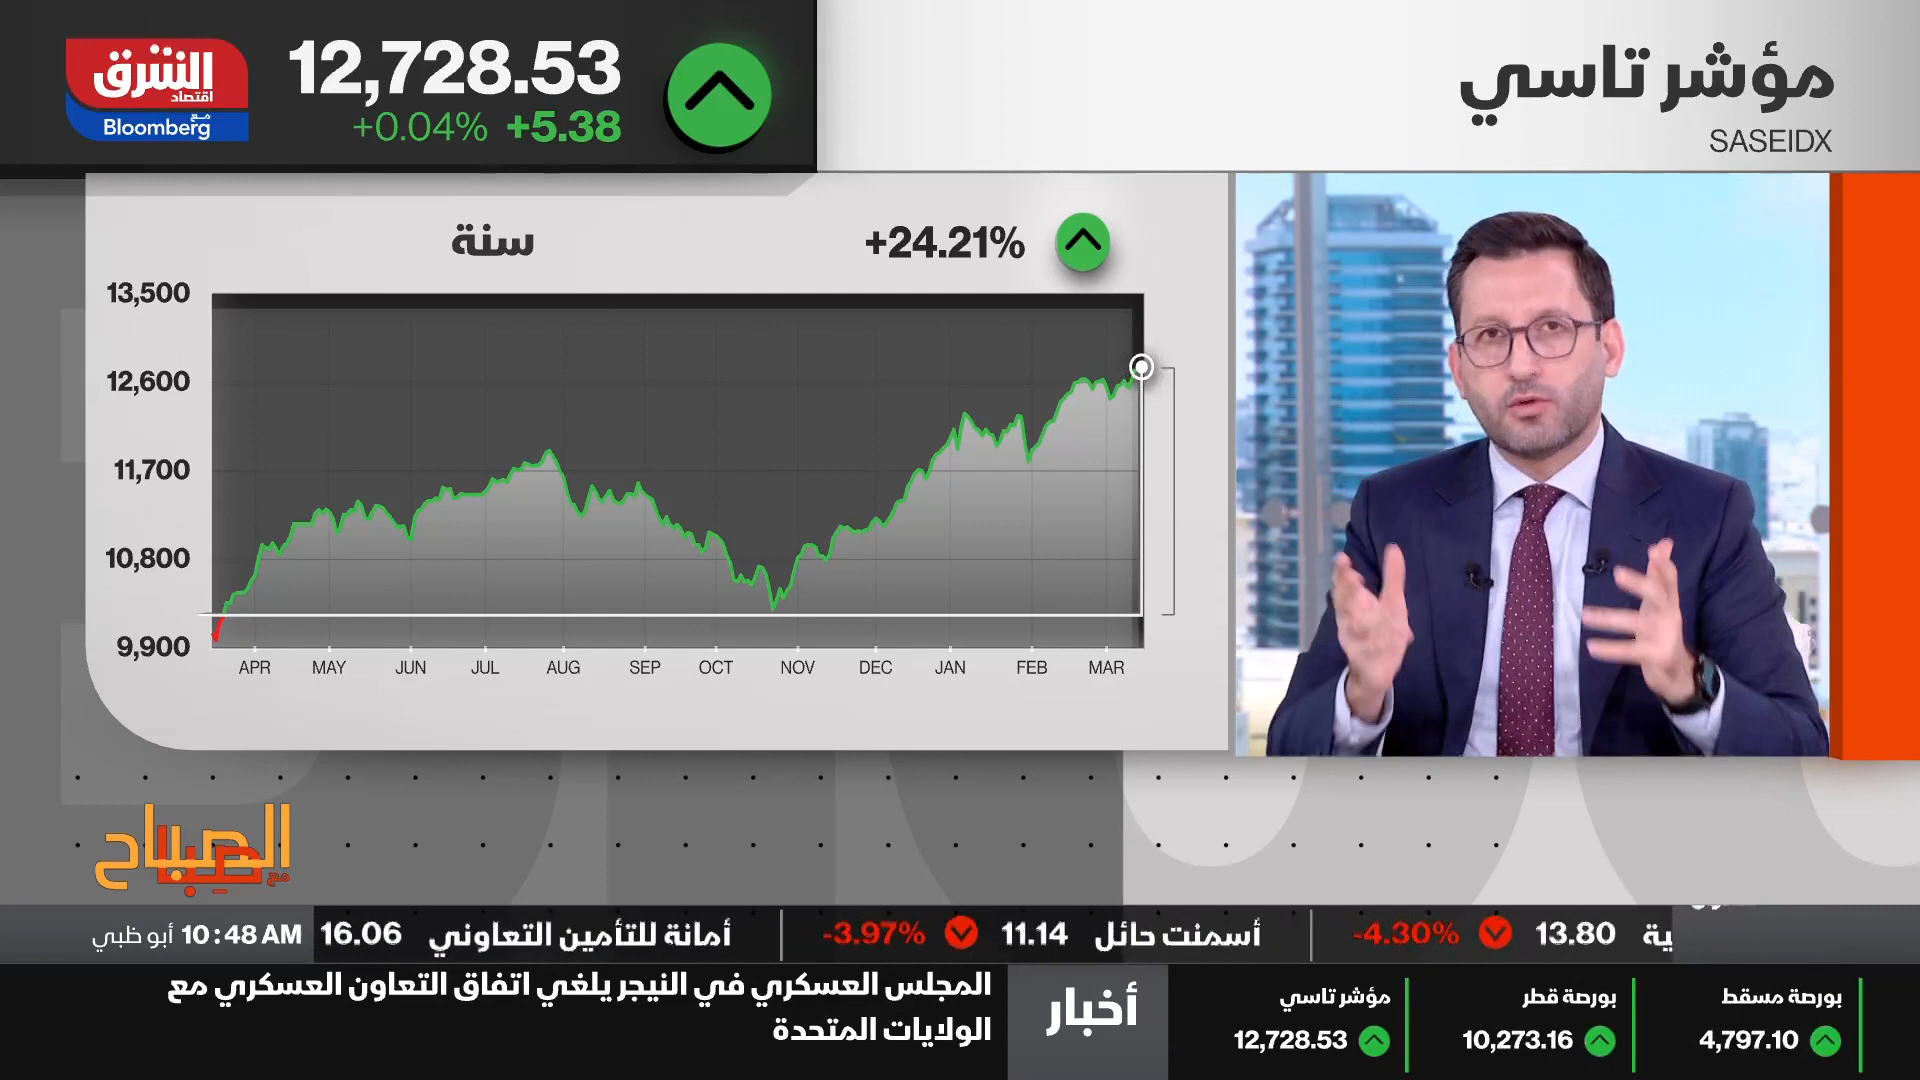 الشرق
اقتصاد
مع
Bloomberg
12,728.53
+0.04% +5.38
مؤشر تاسي
SASEIDX
سنة +24.21%
13,500
12,600
11,700
10,800
9,900
APR MAY JUN JUL AUG SEP OCT NOV DEC JAN FEB MAR
الصباح
مع صبا
10:48 AM أبو ظبي
ية 13.80 -4.30%
أسمنت حائل 11.14 -3.97%
أمانة للتأمين التعاوني 16.06
بورصة مسقط
4,797.10
بورصة قطر
10,273.16
مؤشر تاسي
12,728.53
أخبار
المجلس العسكري في النيجر يلغي اتفاق التعاون العسكري مع
الولايات المتحدة